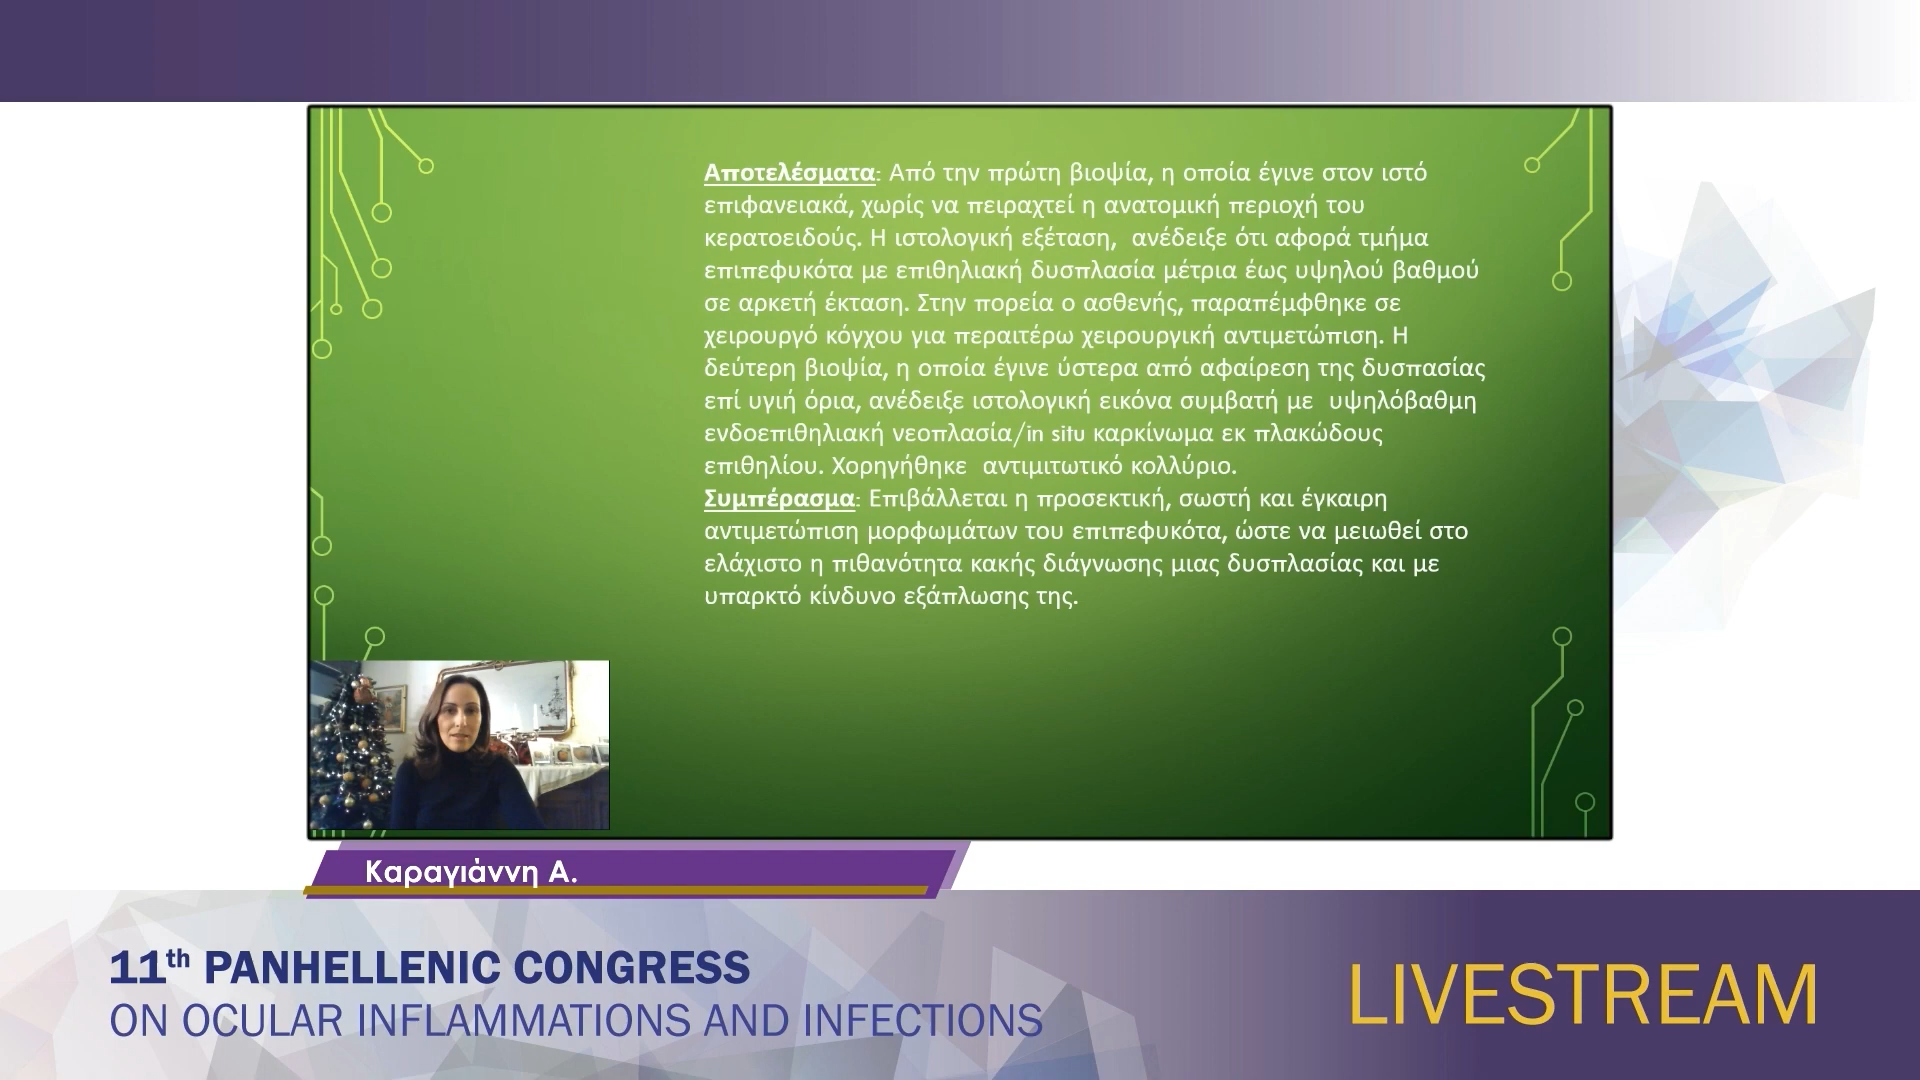 Αποτελέσματα: Από την πρώτη βιοψία, η οποία έγινε στον ιστό
επιφανειακά, χωρίς να πειραχτεί η ανατομική περιοχή του
κερατοειδούς. Η ιστολογική εξέταση,  ανέδειξε ότι αφορά τμήμα
επιπεφυκότα με επιθηλιακή δυσπλασία μέτρια έως υψηλού βαθμού
σε αρκετή έκταση. Στην πορεία ο ασθενής, παραπέμφθηκε σε
χειρουργό κόγχου για περαιτέρω χειρουργική αντιμετώπιση. Η
δεύτερη βιοψία, η οποία έγινε ύστερα από αφαίρεση της δυσπασίας
επί υγιή όρια, ανέδειξε ιστολογική εικόνα συμβατή με  υψηλόβαθμη
ενδοεπιθηλιακή νεοπλασία/in situ καρκίνωμα εκ πλακώδους
επιθηλίου. Χορηγήθηκε  αντιμιτωτικό κολλύριο.
Συμπέρασμα: Επιβάλλεται η προσεκτική, σωστή και έγκαιρη
αντιμετώπιση μορφωμάτων του επιπεφυκότα, ώστε να μειωθεί στο
ελάχιστο η πιθανότητα κακής διάγνωσης μιας δυσπλασίας και με
υπαρκτό κίνδυνο εξάπλωσης της.
Καραγιάννη Α.
11th PANHELLENIC CONGRESS
ON OCULAR INFLAMMATIONS AND INFECTIONS
LIVESTREAM